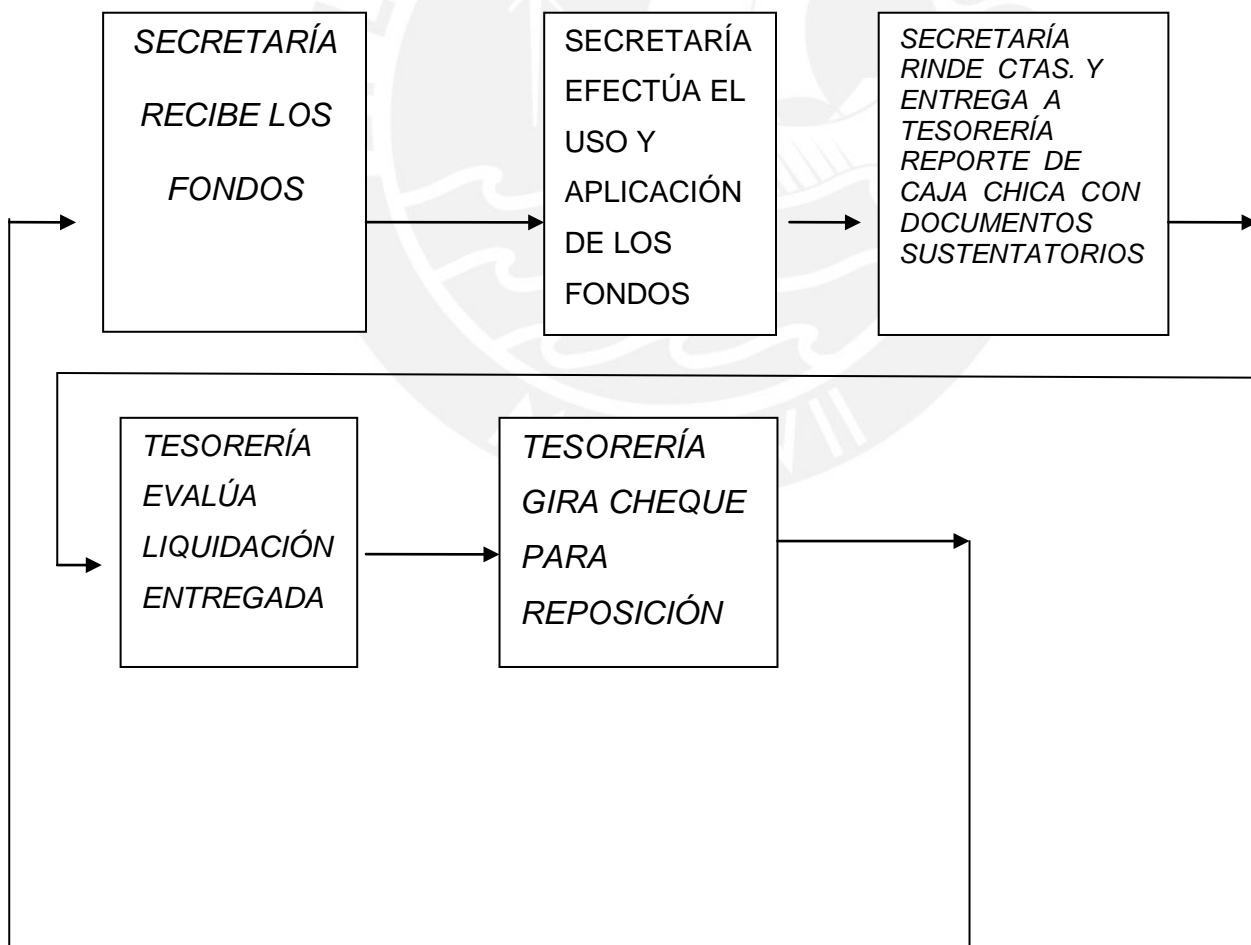 SECRETARÍA
RECIBE LOS
FONDOS
SECRETARÍA
EFECTÚA EL
USO Y
APLICACIÓN
DE LOS
FONDOS
SECRETARÍA
RINDE CTAS. Y
ENTREGA A
TESORERÍA
REPORTE DE
CAJA CHICA CON
DOCUMENTOS
SUSTENTATORIOS
TESORERÍA
EVALÚA
LIQUIDACIÓN
ENTREGADA
TESORERÍA
GIRA CHEQUE
PARA
REPOSICIÓN